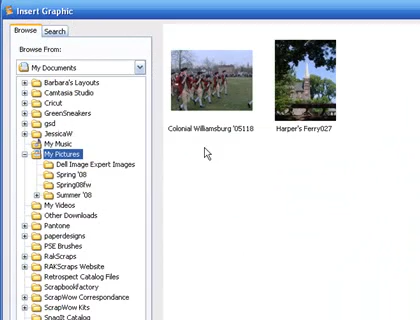 Insert Graphic
Browse Search
Browse From:
My Documents
Barbara's Layouts
Camtasia Studio
Cricut
GreenSneakers
gsd
JessicaW
My Music
My Pictures
Dell Image Expert Images
Spring '08
Spring08fw
Summer '08
My Videos
Other Downloads
Pantone
paperdesigns
PSE Brushes
RakScraps
RAKScraps Website
Retrospect Catalog Files
Scrapbookfactory
ScrapWow Correspondance
ScrapWow Kits
SnagIt Catalog
Colonial Williamsburg '05118 Harper's Ferry027